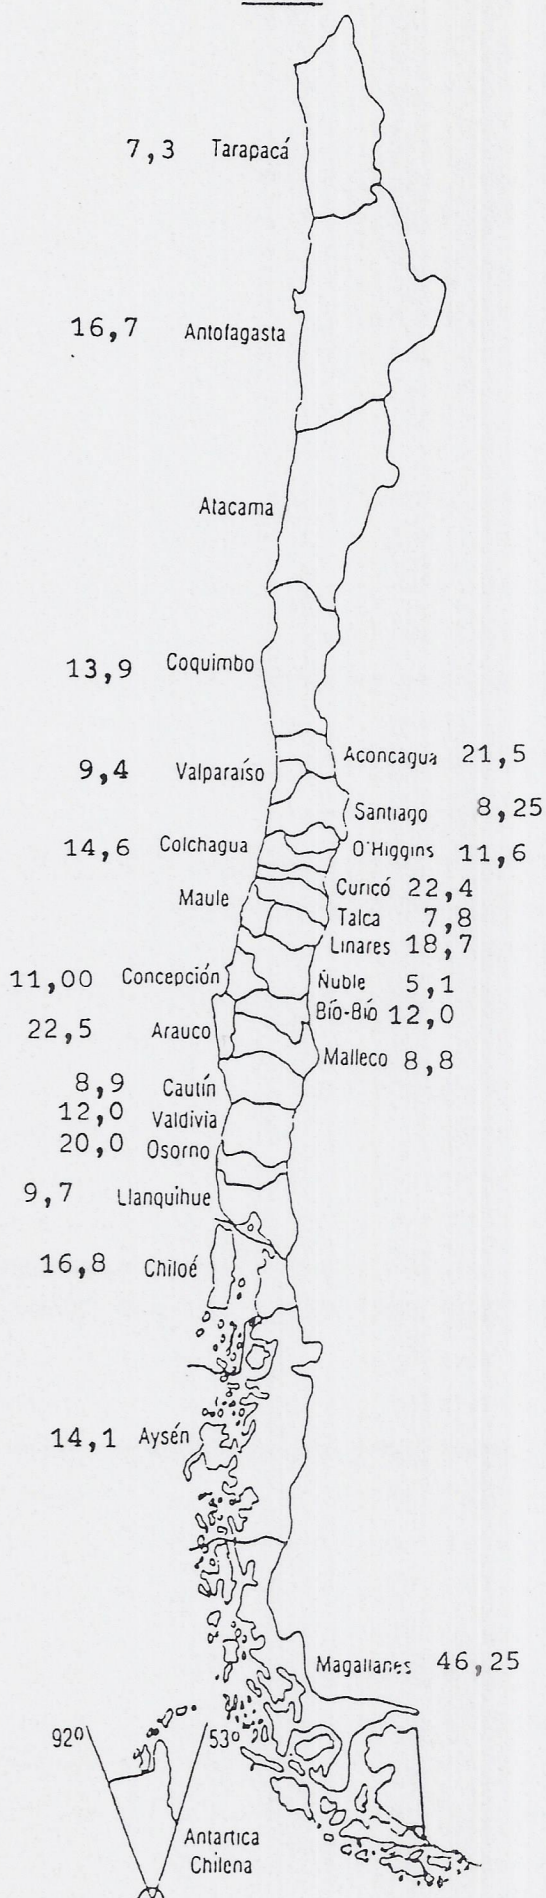 7,3 Tarapacá
16,7 Antofagasta
Atacama
13,9 Coquimbo
Aconcagua 21,5
9,4 Valparaíso
Santiago 8,25
14,6 Colchagua
O'Higgins 11,6
Curicó 22,4
Maule
Talca 7,8
Linares 18,7
11,00 Concepción
Ñuble 5,1
Bío-Bío 12,0
22,5 Arauco
Malleco 8,8
8,9 Cautín
12,0 Valdivia
20,0 Osorno
9,7 Llanquihue
16,8 Chiloé
14,1 Aysén
Magallanes 46,25
92º
53º
Antartica
Chilena